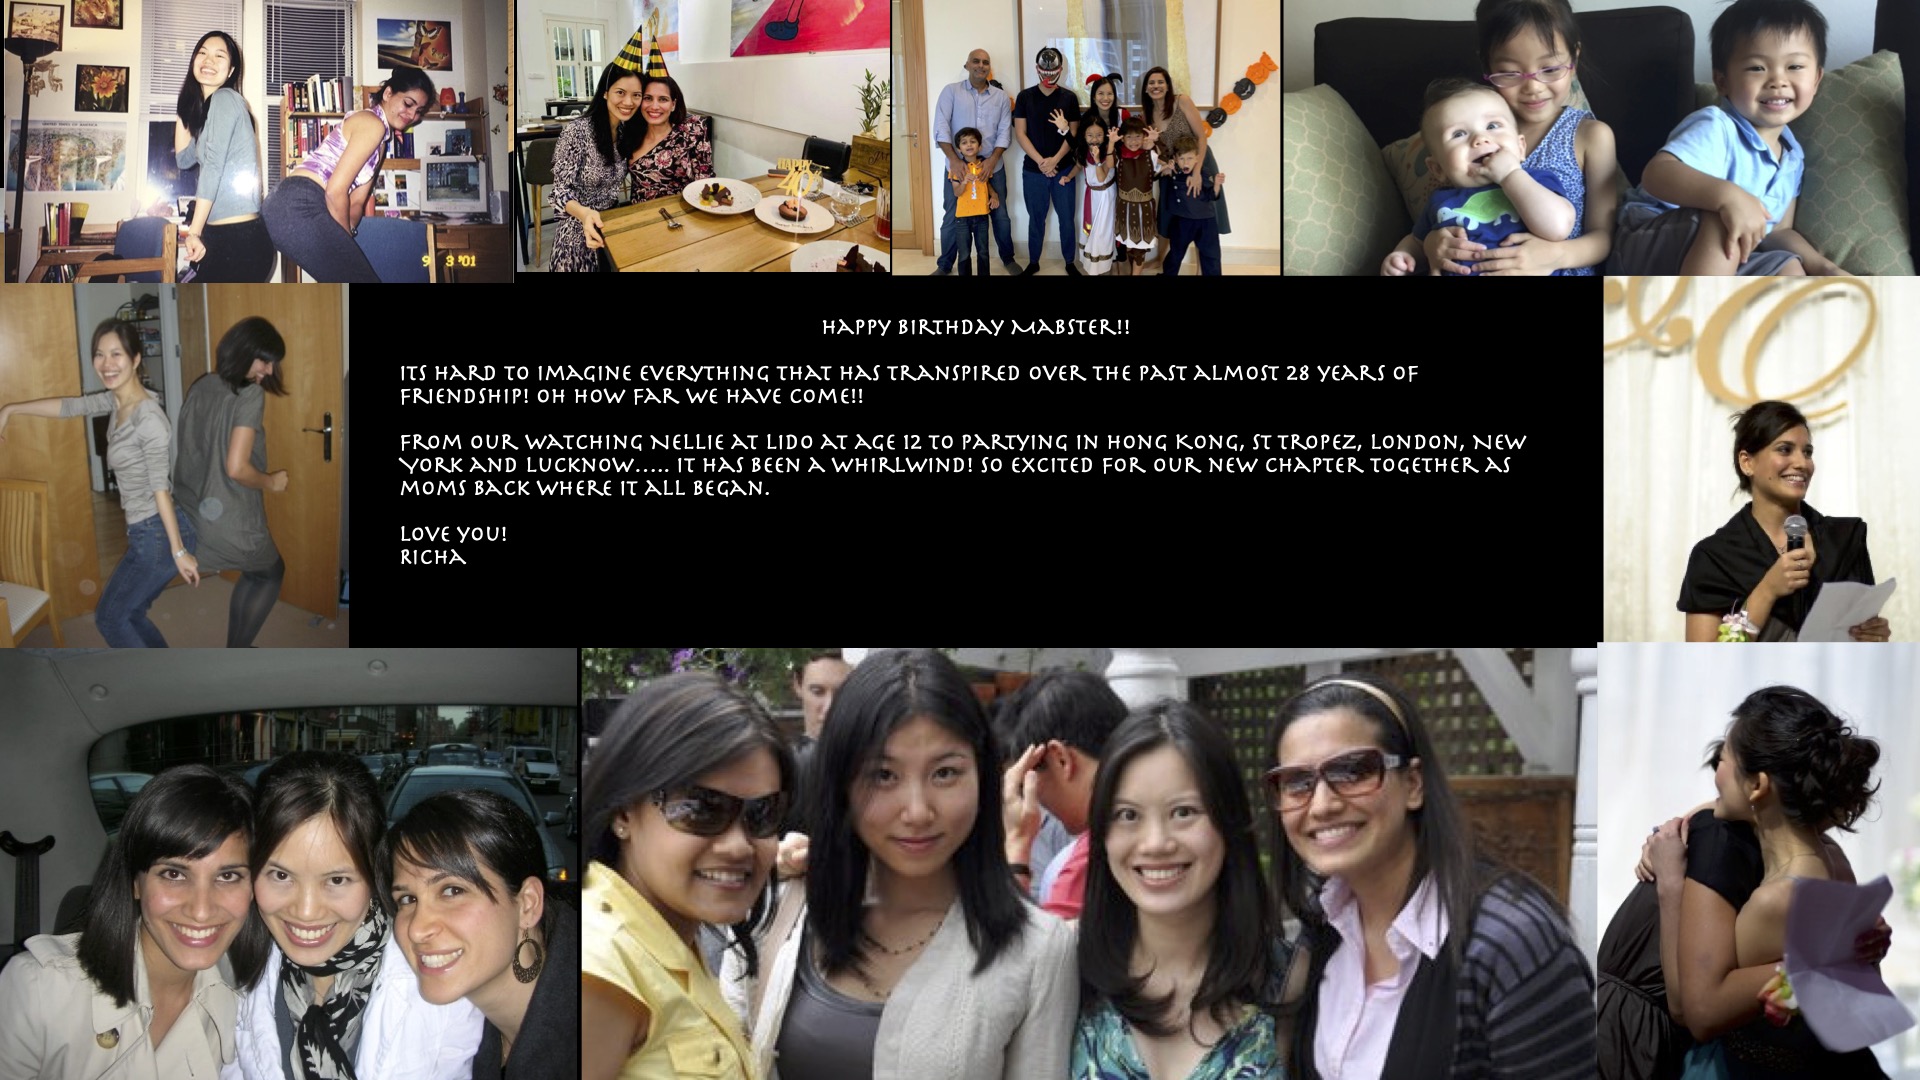 9 3 '01
HAPPY
40
HAPPY BIRTHDAY MABSTER!!
ITS HARD TO IMAGINE EVERYTHING THAT HAS TRANSPIRED OVER THE PAST ALMOST 28 YEARS OF
FRIENDSHIP! OH HOW FAR WE HAVE COME!!
FROM OUR WATCHING NELLIE AT LIDO AT AGE 12 TO PARTYING IN HONG KONG, ST TROPEZ, LONDON, NEW
YORK AND LUCKNOW..... IT HAS BEEN A WHIRLWIND! SO EXCITED FOR OUR NEW CHAPTER TOGETHER AS
MOMS BACK WHERE IT ALL BEGAN.
LOVE YOU!
RICHA